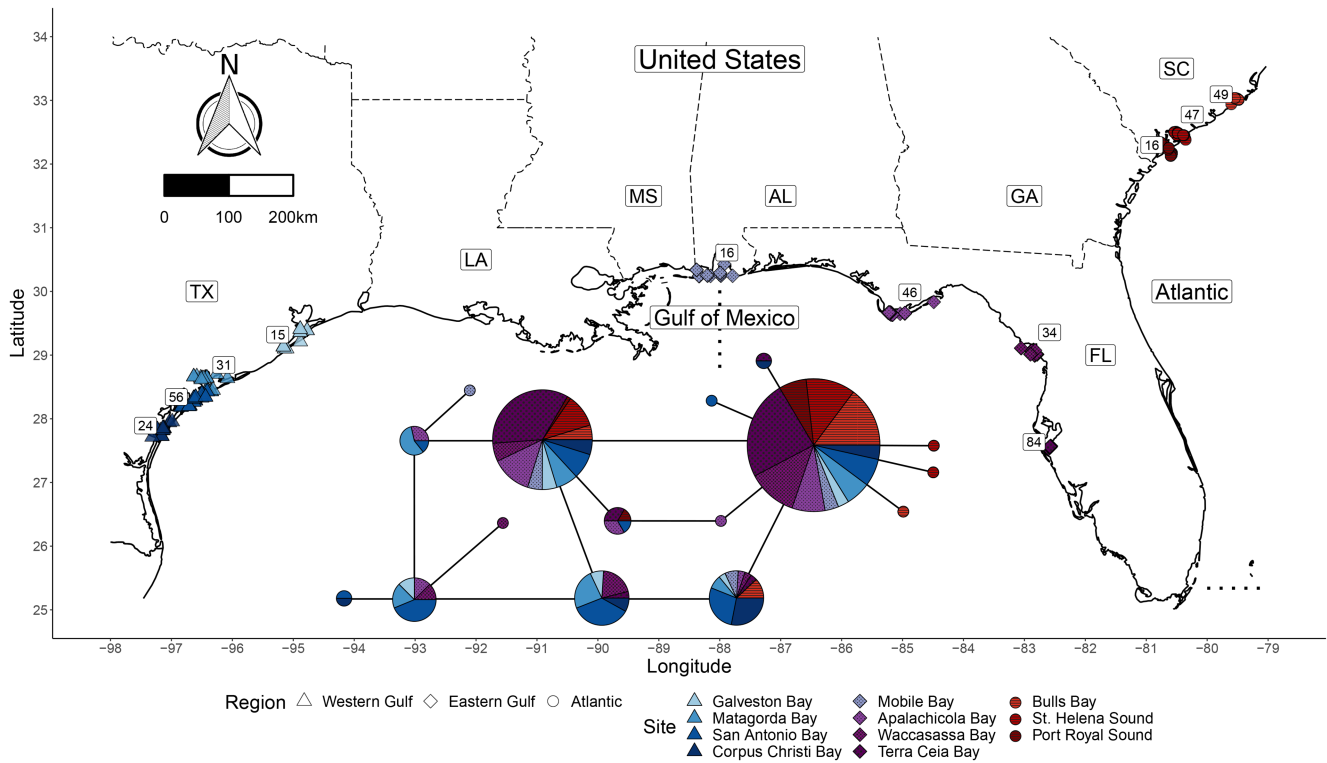 34
33
32
31
30
29
28
27
26
25
Latitude
N
0 100 200km
United States
SC
49
47
16
MS
AL
GA
LA
16
TX
Gulf of Mexico
46
Atlantic
15
34
FL
31
56
24
84
−98 −97 −96 −95 −94 −93 −92 −91 −90 −89 −88 −87 −86 −85 −84 −83 −82 −81 −80 −79
Longitude
Region Western Gulf Eastern Gulf Atlantic
Site
Galveston Bay
Matagorda Bay
San Antonio Bay
Corpus Christi Bay
Mobile Bay
Apalachicola Bay
Waccasassa Bay
Terra Ceia Bay
Bulls Bay
St. Helena Sound
Port Royal Sound